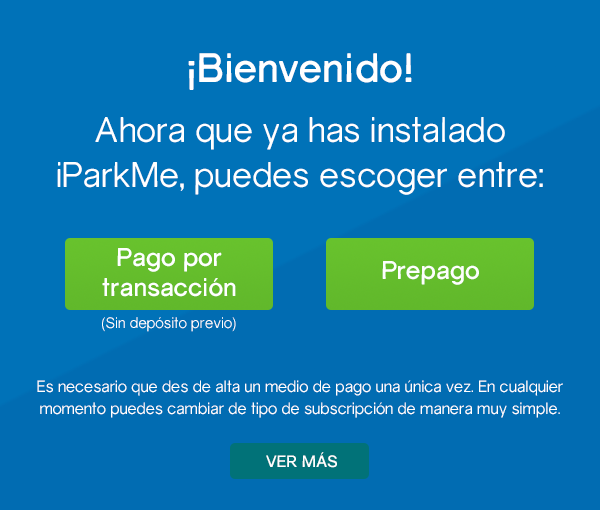 ¡Bienvenido!
Ahora que ya has instalado
iParkMe, puedes escoger entre:
Pago por
transacción
Prepago
(Sin depósito previo)
Es necesario que des de alta un medio de pago una única vez. En cualquier
momento puedes cambiar de tipo de subscripción de manera muy simple.
VER MÁS